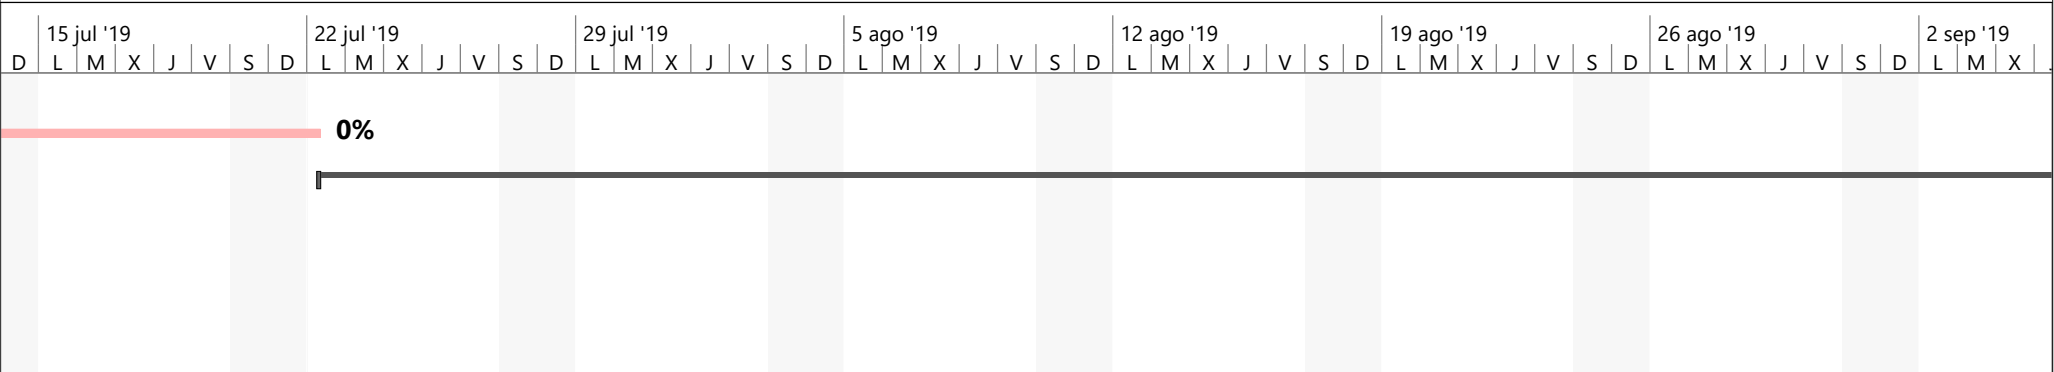 15 jul '19 22 jul '19 29 jul '19 5 ago '19 12 ago '19 19 ago '19 26 ago '19 2 sep '19
D L M X J V S D L M X J V S D L M X J V S D L M X J V S D L M X J V S D L M X J V S D L M X J V S D L M X
0%